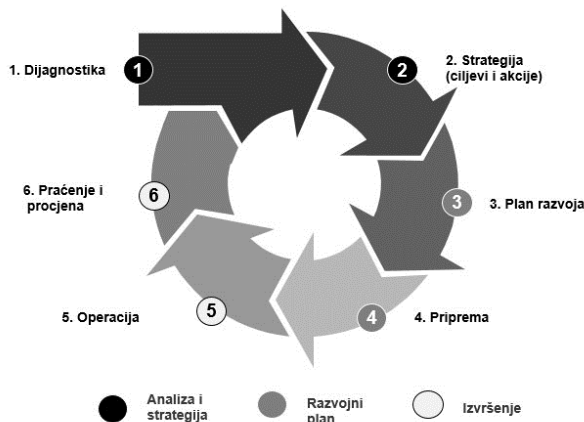 1. Dijagnostika
1
2
2. Strategija
(ciljevi i akcije)
3
3. Plan razvoja
4
4. Priprema
5. Operacija
5
6. Praćenje i
procjena
6
Analiza i
strategija
Razvojni
plan
Izvršenje